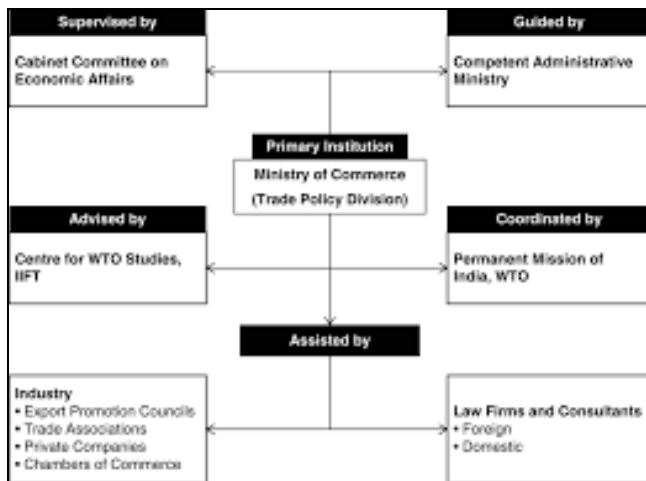 Supervised by
Cabinet Committee on
Economic Affairs
Guided by
Competent Administrative
Ministry
Primary Institution
Ministry of Commerce
(Trade Policy Division)
Advised by
Centre for WTO Studies,
IIFT
Coordinated by
Permanent Mission of
India, WTO
Assisted by
Industry
• Export Promotion Councils
• Trade Associations
• Private Companies
• Chambers of Commerce
Law Firms and Consultants
• Foreign
• Domestic